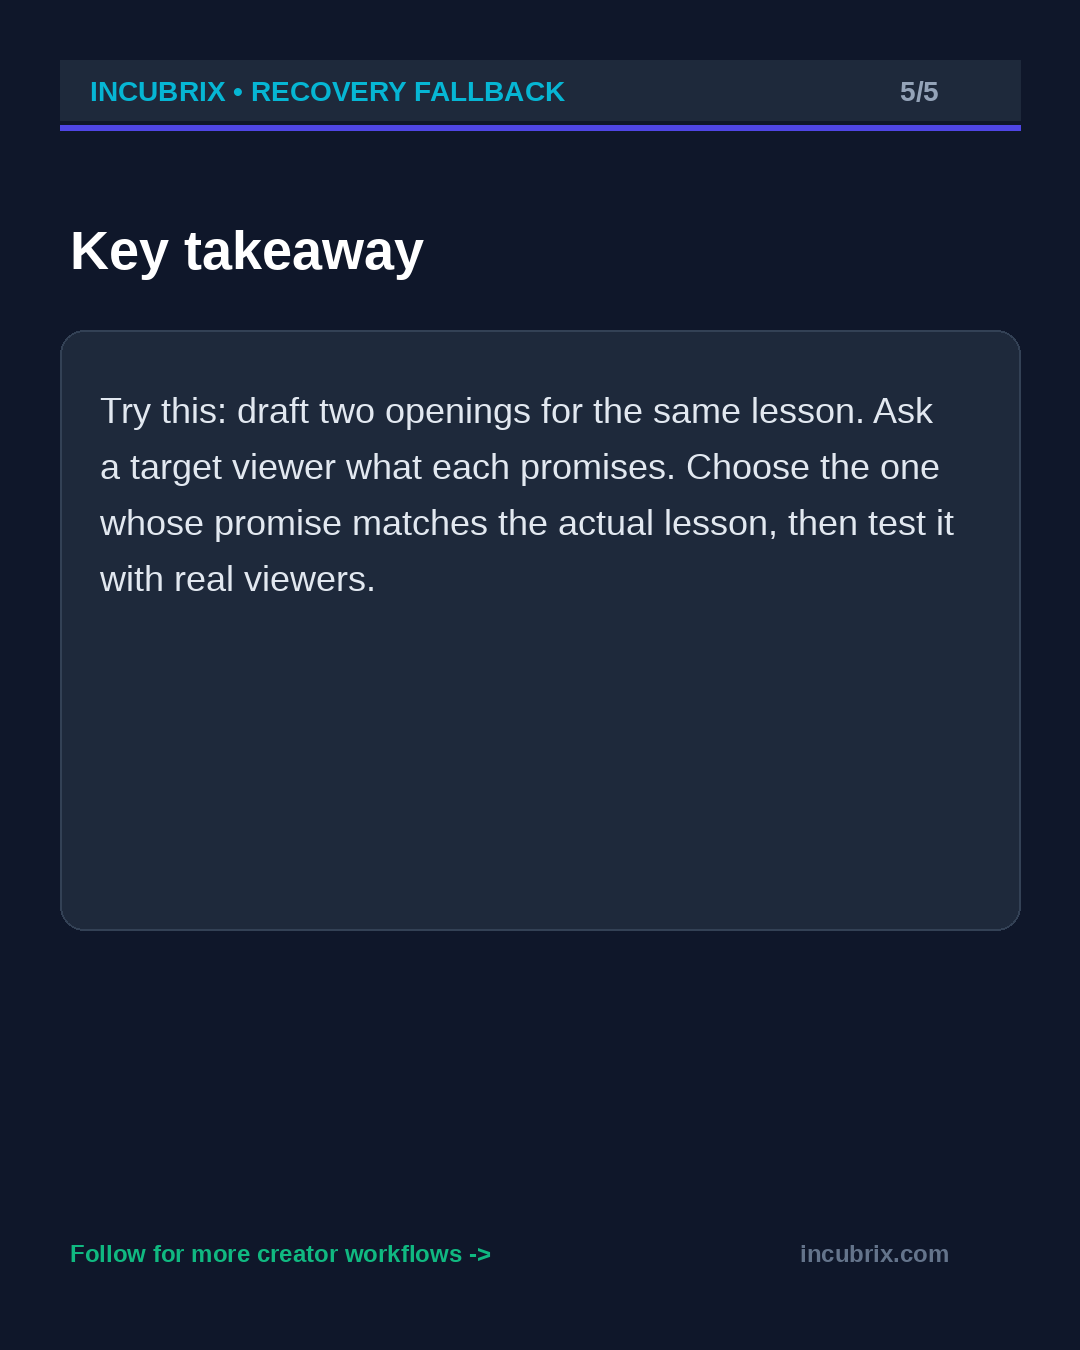 INCUBRIX • RECOVERY FALLBACK
5/5
Key takeaway
Try this: draft two openings for the same lesson. Ask
a target viewer what each promises. Choose the one
whose promise matches the actual lesson, then test it
with real viewers.
Follow for more creator workflows ->
incubrix.com